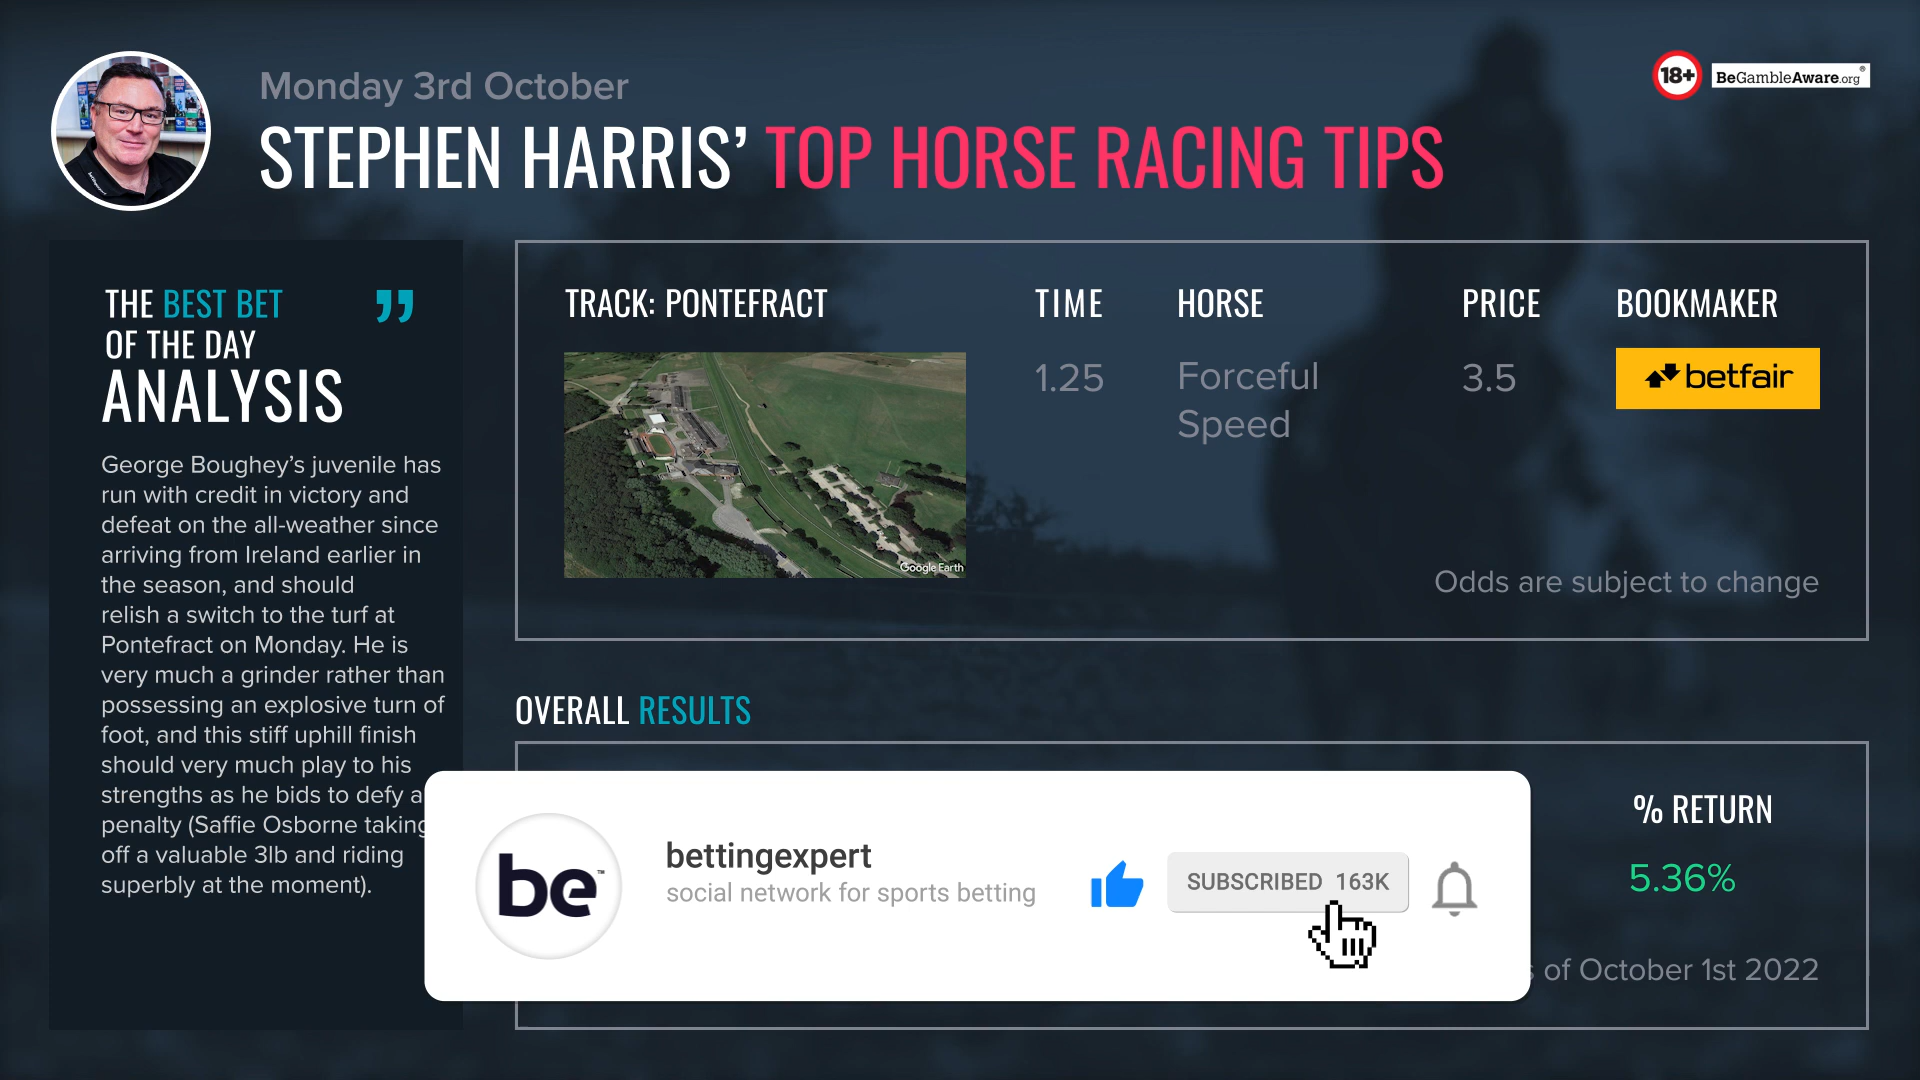 Monday 3rd October
STEPHEN HARRIS’ TOP HORSE RACING TIPS
18+
BeGambleAware.org®
THE BEST BET
OF THE DAY
ANALYSIS
George Boughey’s juvenile has
run with credit in victory and
defeat on the all-weather since
arriving from Ireland earlier in
the season, and should
relish a switch to the turf at
Pontefract on Monday. He is
very much a grinder rather than
possessing an explosive turn of
foot, and this stiff uphill finish
should very much play to his
strengths as he bids to defy a
penalty (Saffie Osborne taking
off a valuable 3lb and riding
superbly at the moment).
TRACK: PONTEFRACT
TIME
HORSE
PRICE
BOOKMAKER
1.25
Forceful
Speed
3.5
betfair
Google Earth
Odds are subject to change
OVERALL RESULTS
% RETURN
5.36%
of October 1st 2022
be™
bettingexpert
social network for sports betting
SUBSCRIBED 163K